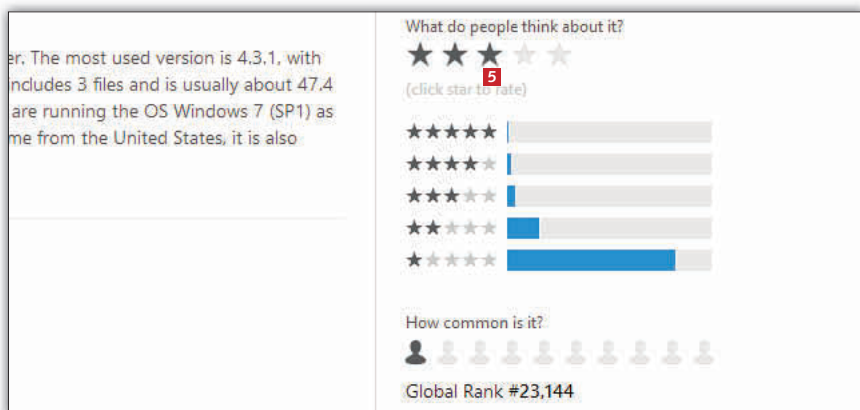 er. The most used version is 4.3.1, with
includes 3 files and is usually about 47.4
are running the OS Windows 7 (SP1) as
me from the United States, it is also
What do people think about it?
5
(click star to rate)
How common is it?
Global Rank #23,144